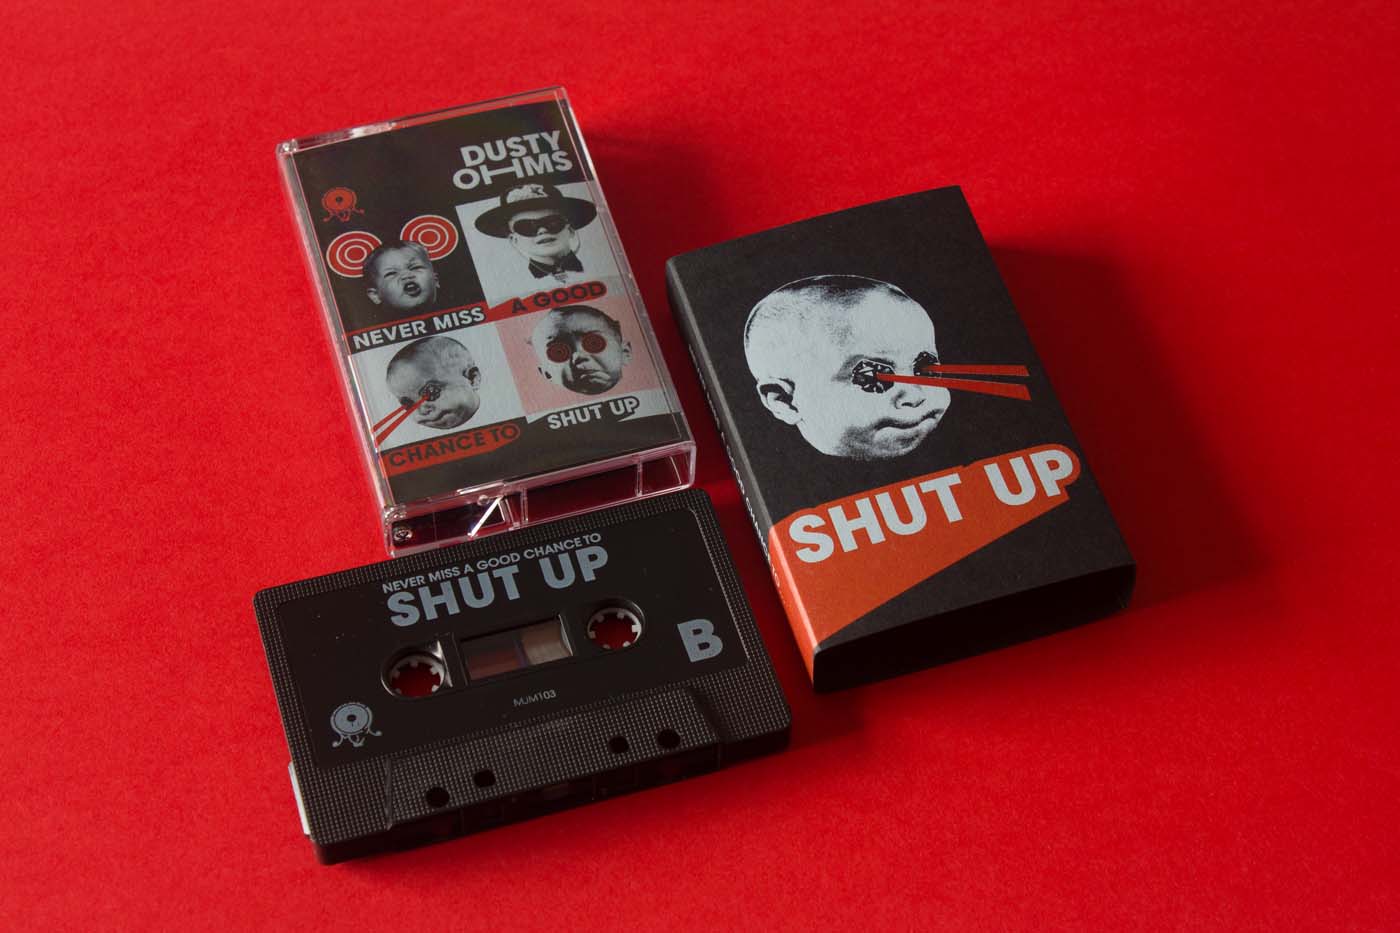 DUSTY
OHMS
NEVER MISS
A GOOD
CHANCE TO
SHUT UP
SHUT UP
NEVER MISS A GOOD CHANCE TO
SHUT UP
B
MJM103